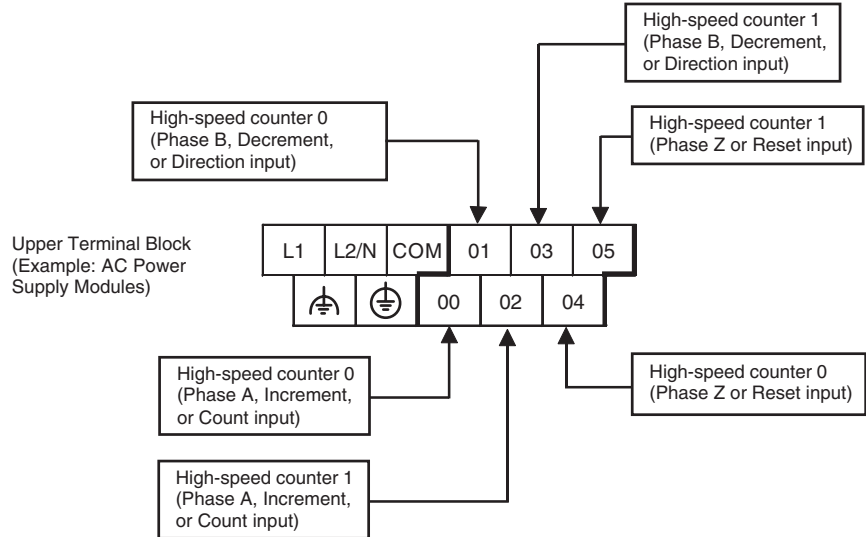 High-speed counter 1
(Phase B, Decrement,
or Direction input)
High-speed counter 0
(Phase B, Decrement,
or Direction input)
High-speed counter 1
(Phase Z or Reset input)
Upper Terminal Block
(Example: AC Power
Supply Modules)
L1 L2/N COM 01 03 05
00 02 04
High-speed counter 0
(Phase A, Increment,
or Count input)
High-speed counter 0
(Phase Z or Reset input)
High-speed counter 1
(Phase A, Increment,
or Count input)